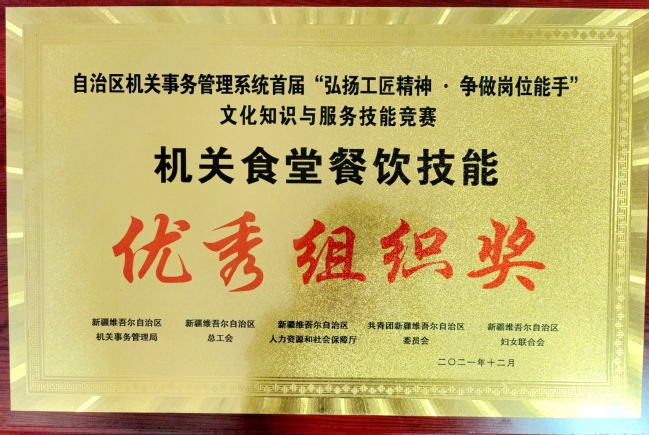 自治区机关事务管理系统首届“弘扬工匠精神·争做岗位能手”
文化知识与服务技能竞赛
机关食堂餐饮技能
优秀组织奖
新疆维吾尔自治区 新疆维吾尔自治区 新疆维吾尔自治区 共青团新疆维吾尔自治区 新疆维吾尔自治区
机关事务管理局 总工会 人力资源和社会保障厅 委员会 妇女联合会
二〇二一年十二月